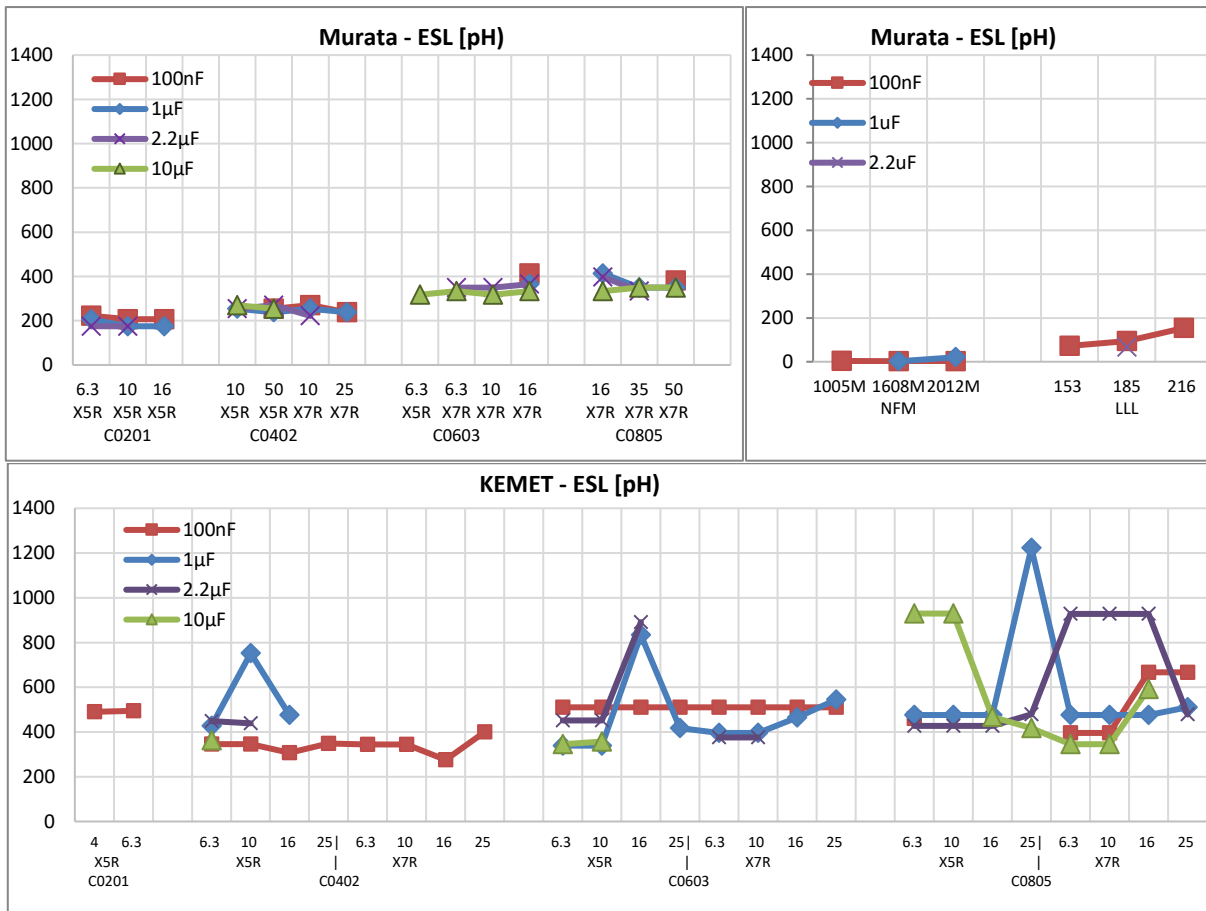 Murata - ESL [pH]
1400
1200
1000
800
600
400
200
0
100nF
1µF
2.2µF
10µF
6.3 10 16 10 50 10 25 6.3 6.3 10 16 16 35 50
X5R X5R X5R X5R X5R X7R X7R X5R X7R X7R X7R X7R X7R X7R
C0201 C0402 C0603 C0805
Murata - ESL [pH]
1400
1200
1000
800
600
400
200
0
100nF
1uF
2.2uF
1005M 1608M 2012M 153 185 216
NFM LLL
KEMET - ESL [pH]
1400
1200
1000
800
600
400
200
0
100nF
1µF
2.2µF
10µF
4 6.3 6.3 10 16 25| 6.3 10 16 25 6.3 10 16 25| 6.3 10 16 25 6.3 10 16 25| 6.3 10 16 25
X5R X5R | X7R X5R | X7R X5R | X7R
C0201 C0402 C0603 C0805